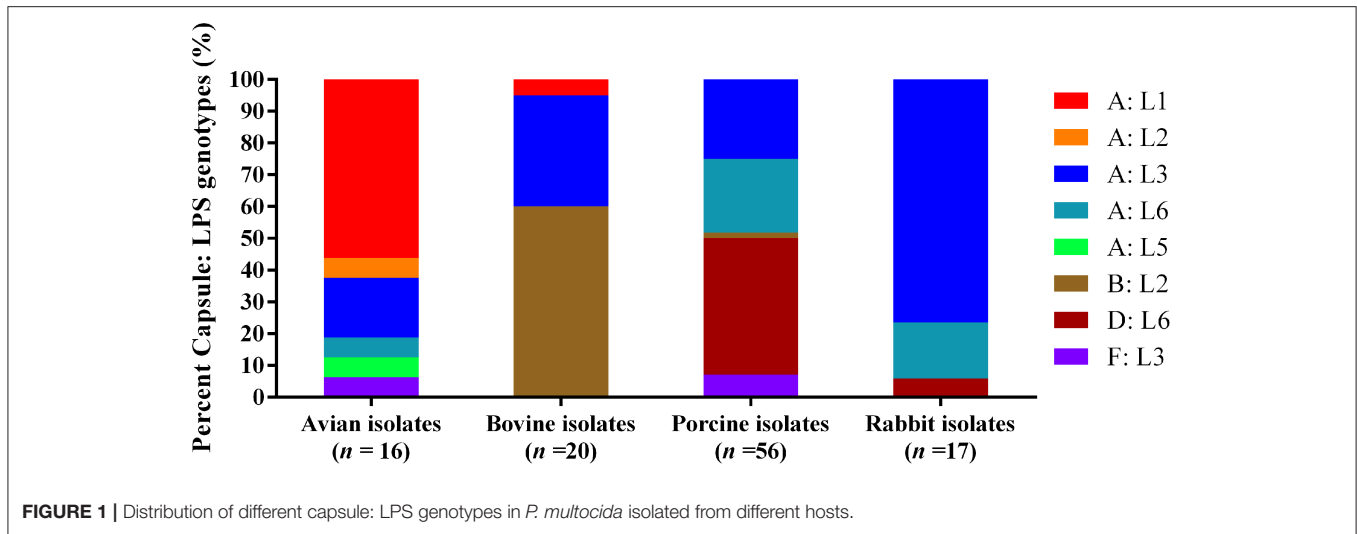 Percent Capsule: LPS genotypes (%)
100
90
80
70
60
50
40
30
20
10
0
Avian isolates
(n = 16)
Bovine isolates
(n =20)
Porcine isolates
(n =56)
Rabbit isolates
(n =17)
A: L1
A: L2
A: L3
A: L6
A: L5
B: L2
D: L6
F: L3
FIGURE 1 | Distribution of different capsule: LPS genotypes in P. multocida isolated from different hosts.